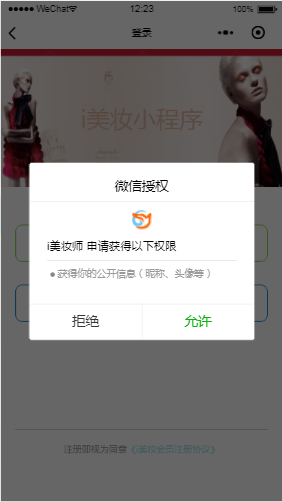 WeChat 12:23 100%
登录
i美妆小程序
微信授权
i美妆师 申请获得以下权限
● 获得你的公开信息（昵称、头像等）
拒绝 允许
注册即视为同意《i美妆会员注册协议》